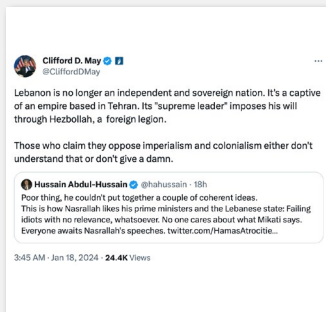 Clifford D. May
@CliffordDMay
Lebanon is no longer an independent and sovereign nation. It's a captive
of an empire based in Tehran. Its "supreme leader" imposes his will
through Hezbollah, a foreign legion.
Those who claim they oppose imperialism and colonialism either don't
understand that or don't give a damn.
Hussain Abdul-Hussain @hahussain · 18h
Poor thing, he couldn't put together a couple of coherent ideas.
This is how Nasrallah likes his prime ministers and the Lebanese state: Failing
idiots with no relevance, whatsoever. No one cares about what Mikati says.
Everyone awaits Nasrallah's speeches. twitter.com/HamasAtrocitie...
3:45 AM · Jan 18, 2024 · 24.4K Views